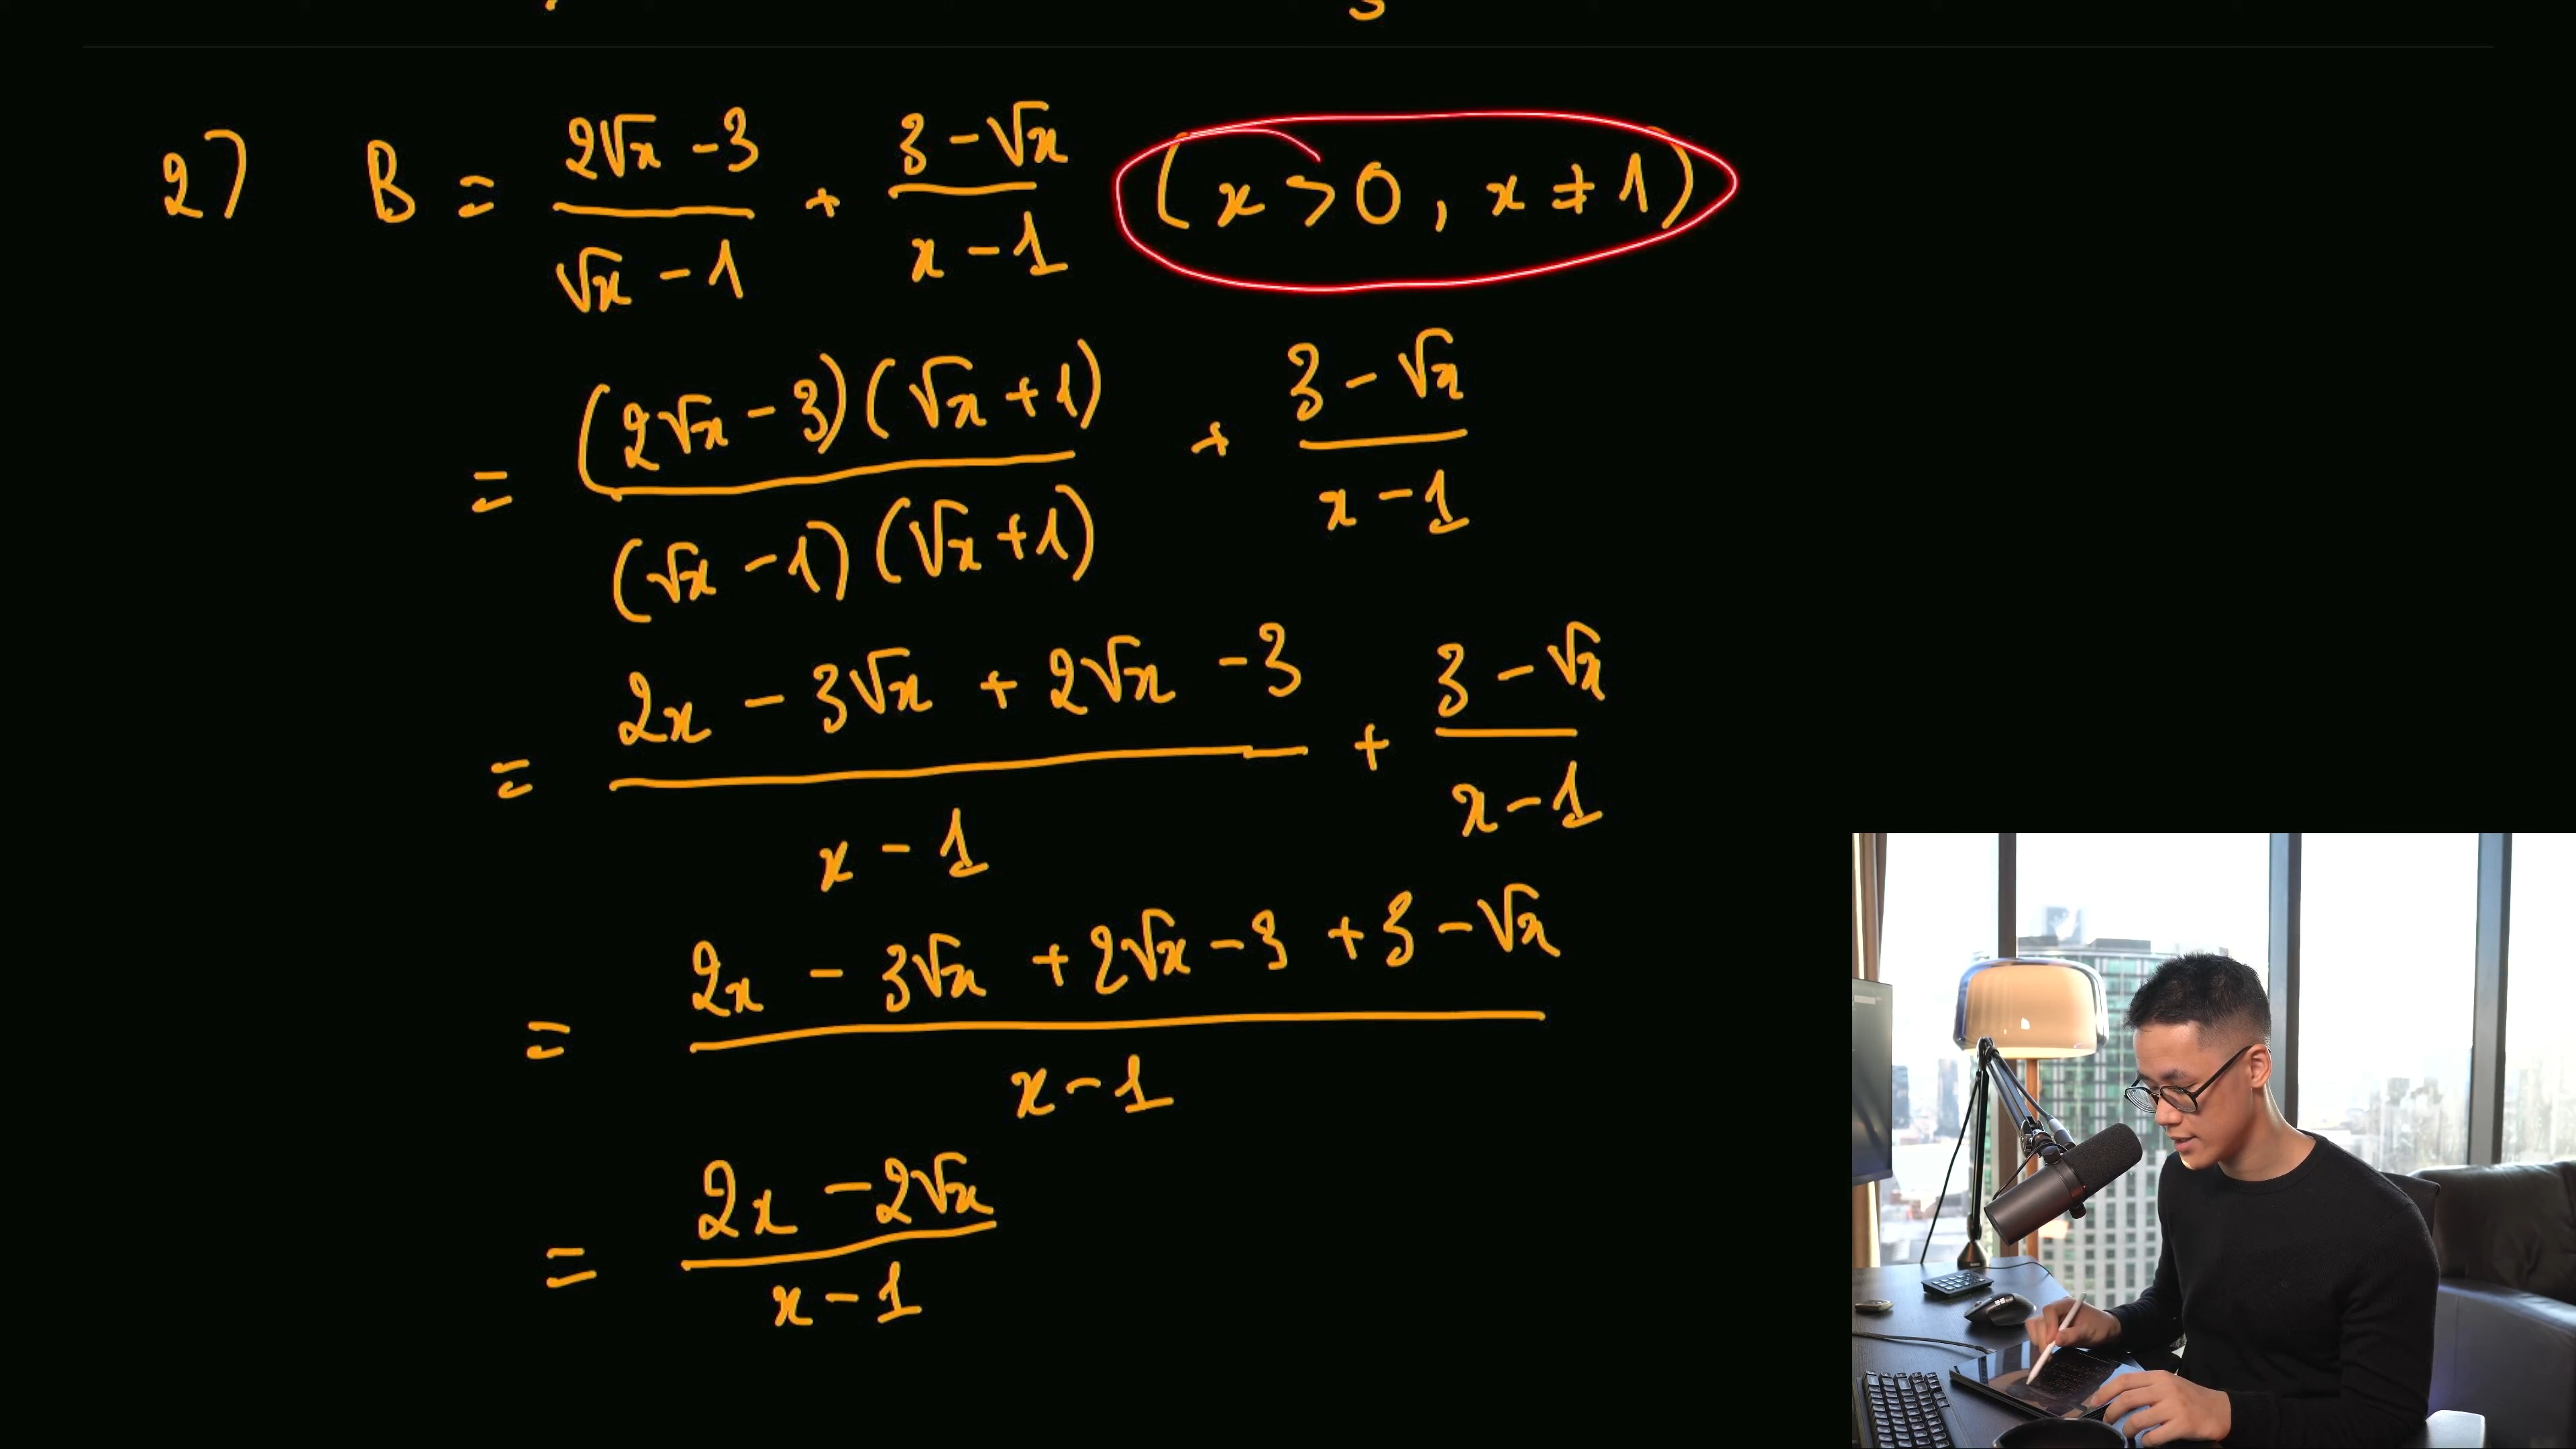 2) B = (2√x - 3)/(√x - 1) + (3 - √x)/(x - 1) (x > 0, x ≠ 1)
= ((2√x - 3)(√x + 1))/((√x - 1)(√x + 1)) + (3 - √x)/(x - 1)
= (2x - 3√x + 2√x - 3)/(x - 1) + (3 - √x)/(x - 1)
= (2x - 3√x + 2√x - 3 + 3 - √x)/(x - 1)
= (2x - 2√x)/(x - 1)